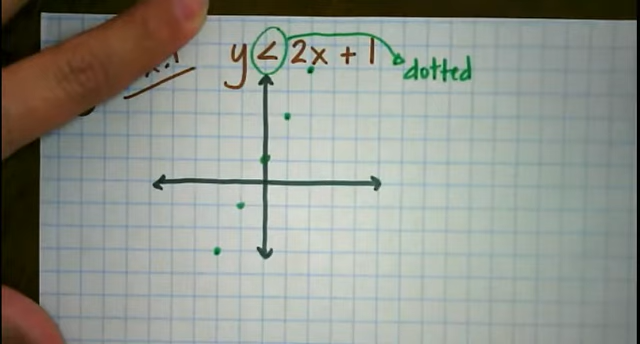 y < 2x + 1
dotted